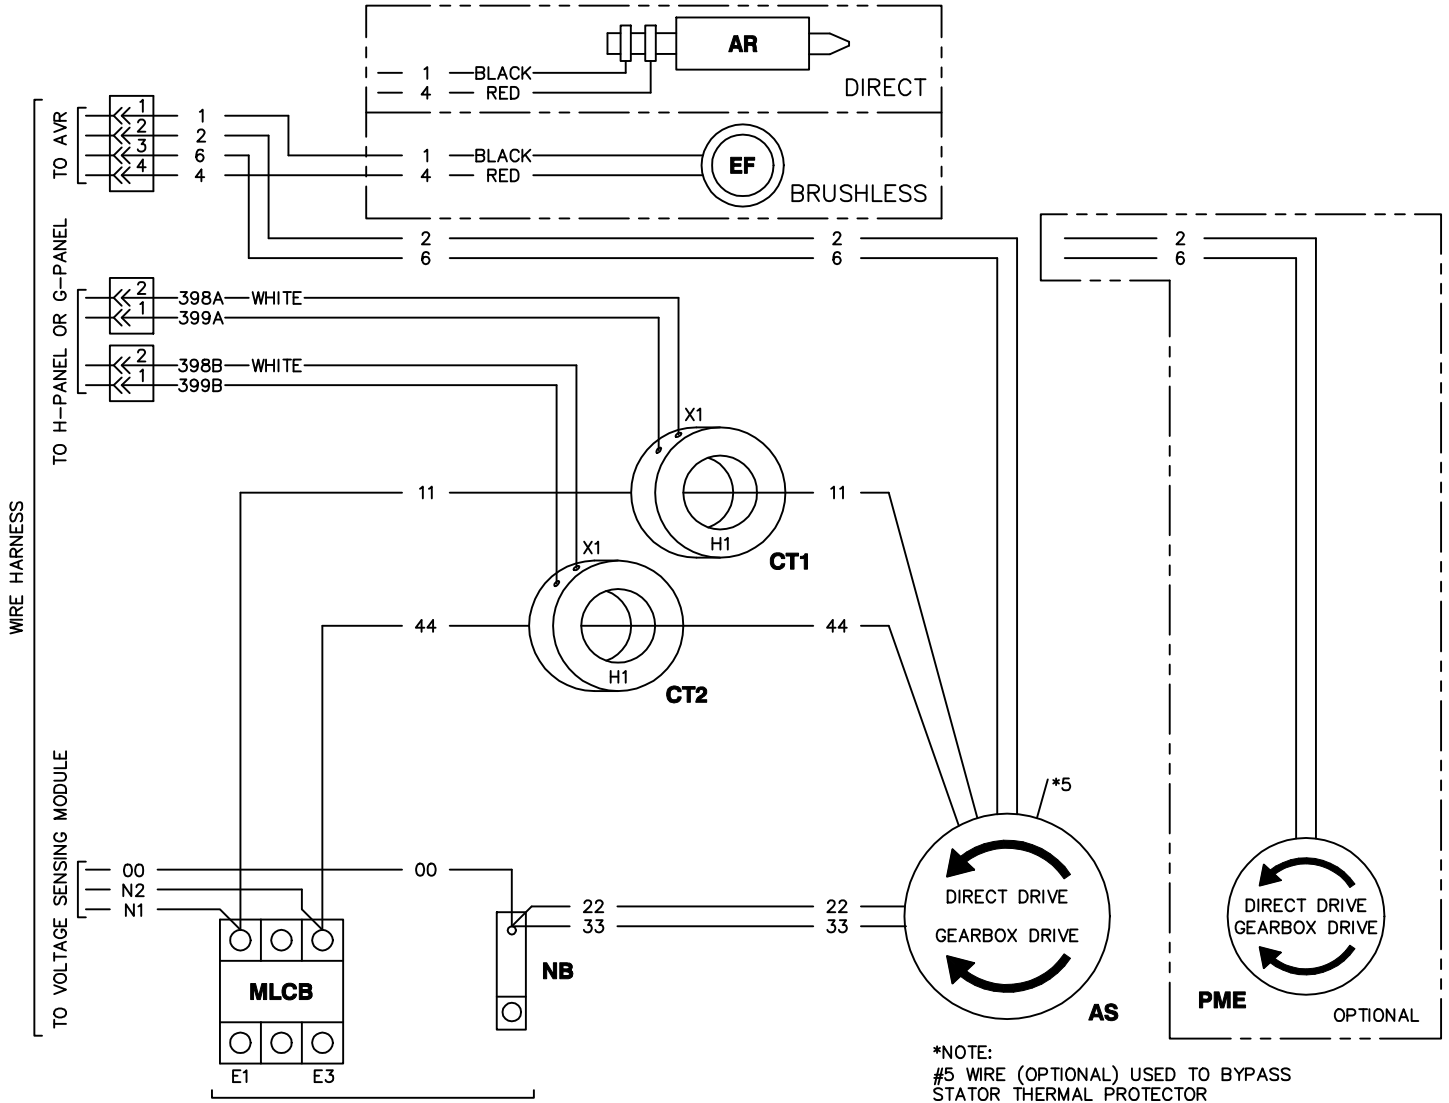 AR
1 BLACK
4 RED
DIRECT
TO AVR
1 1
2 2
3 6
4 4
1 BLACK
4 RED
EF
BRUSHLESS
2 2
6 6
2
6
TO H-PANEL OR G-PANEL
2 398A WHITE
1 399A
2 398B WHITE
1 399B
X1
11 11
H1
CT1
X1
44 44
H1
CT2
WIRE HARNESS
TO VOLTAGE SENSING MODULE
00 00
N2
N1
22 22
33 33
MLCB
E1 E3
NB
*5
DIRECT DRIVE
GEARBOX DRIVE
AS
DIRECT DRIVE
GEARBOX DRIVE
PME
OPTIONAL
*NOTE:
#5 WIRE (OPTIONAL) USED TO BYPASS
STATOR THERMAL PROTECTOR